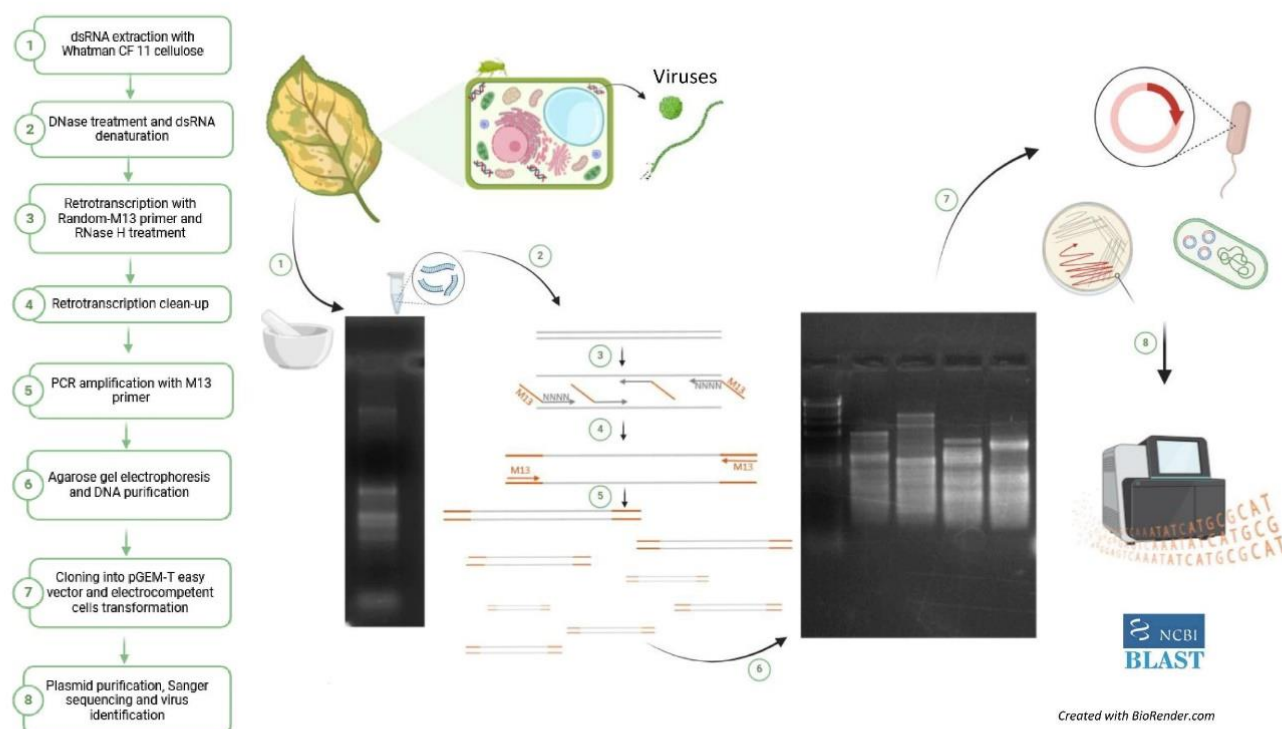 1
dsRNA extraction with
Whatman CF 11 cellulose
2
DNase treatment and dsRNA
denaturation
3
Retrotranscription with
Random-M13 primer and
RNase H treatment
4
Retrotranscription clean-up
5
PCR amplification with M13
primer
6
Agarose gel electrophoresis
and DNA purification
7
Cloning into pGEM-T easy
vector and electrocompetent
cells transformation
8
Plasmid purification, Sanger
sequencing and virus
identification
Viruses
1
2
3
M13
NNNN
NNNN
M13
4
M13
M13
5
6
7
8
NCBI
BLAST
Created with BioRender.com